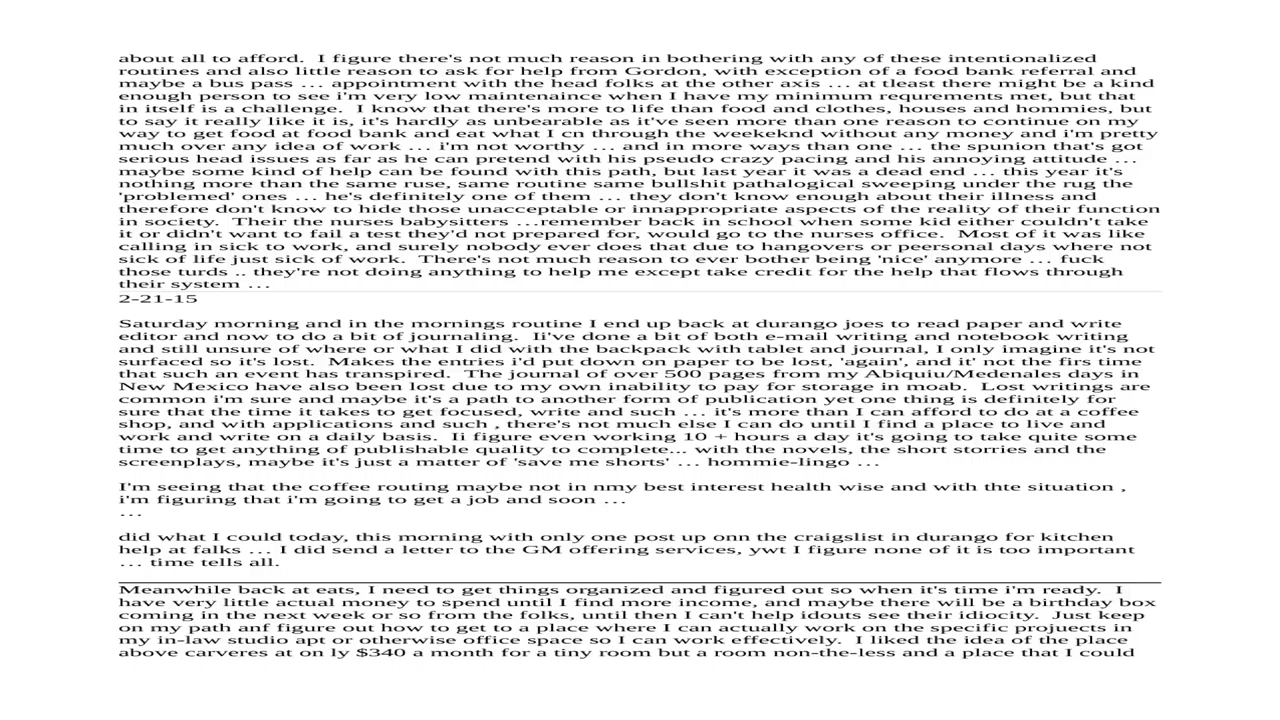 about all to afford.  I figure there's not much reason in bothering with any of these intentionalized
routines and also little reason to ask for help from Gordon, with exception of a food bank referral and
maybe a bus pass ... appointment with the head folks at the other axis ... at tleast there might be a kind
enough person to see i'm very low maintenaince when I have my minimum requrements met, but that
in itself is a challenge.  I know that there's more to life than food and clothes, houses and hommies, but
to say it really like it is, it's hardly as unbearable as it've seen more than one reason to continue on my
way to get food at food bank and eat what I cn through the weekeknd without any money and i'm pretty
much over any idea of work ... i'm not worthy ... and in more ways than one ... the spunion that's got
serious head issues as far as he can pretend with his pseudo crazy pacing and his annoying attitude ...
maybe some kind of help can be found with this path, but last year it was a dead end ... this year it's
nothing more than the same ruse, same routine same bullshit pathalogical sweeping under the rug the
'problemed' ones ... he's definitely one of them ... they don't know enough about their illness and
therefore don't know to hide those unacceptable or innappropriate aspects of the reality of their function
in society.  Their the nurses babysitters ...remember back in school when some kid either couldn't take
it or didn't want to fail a test they'd not prepared for, would go to the nurses office.  Most of it was like
calling in sick to work, and surely nobody ever does that due to hangovers or peersonal days where not
sick of life just sick of work.  There's not much reason to ever bother being 'nice' anymore ... fuck
those turds .. they're not doing anything to help me except take credit for the help that flows through
their system ...
2-21-15
Saturday morning and in the mornings routine I end up back at durango joes to read paper and write
editor and now to do a bit of journaling.  Ii've done a bit of both e-mail writing and notebook writing
and still unsure of where or what I did with the backpack with tablet and journal, I only imagine it's not
surfaced so it's lost.  Makes the entries i'd put down on paper to be lost, 'again', and it' not the firs time
that such an event has transpired.  The journal of over 500 pages from my Abiquiu/Medenales days in
New Mexico have also been lost due to my own inability to pay for storage in moab.  Lost writings are
common i'm sure and maybe it's a path to another form of publication yet one thing is definitely for
sure that the time it takes to get focused, write and such ... it's more than I can afford to do at a coffee
shop, and with applications and such , there's not much else I can do until I find a place to live and
work and write on a daily basis.  Ii figure even working 10 + hours a day it's going to take quite some
time to get anything of publishable quality to complete... with the novels, the short storries and the
screenplays, maybe it's just a matter of 'save me shorts' ... hommie-lingo ...
I'm seeing that the coffee routing maybe not in nmy best interest health wise and with thte situation ,
i'm figuring that i'm going to get a job and soon ...
...
did what I could today, this morning with only one post up onn the craigslist in durango for kitchen
help at falks ... I did send a letter to the GM offering services, ywt I figure none of it is too important
... time tells all.
Meanwhile back at eats, I need to get things organized and figured out so when it's time i'm ready.  I
have very little actual money to spend until I find more income, and maybe there will be a birthday box
coming in the next week or so from the folks, until then I can't help idouts see their idiocity.  Just keep
on my path anf figure out how to get to a place where I can actually work on the specific projuects in
my in-law studio apt or otherwise office space so I can work effectively.  I liked the idea of the place
above carveres at on ly $340 a month for a tiny room but a room non-the-less and a place that I could